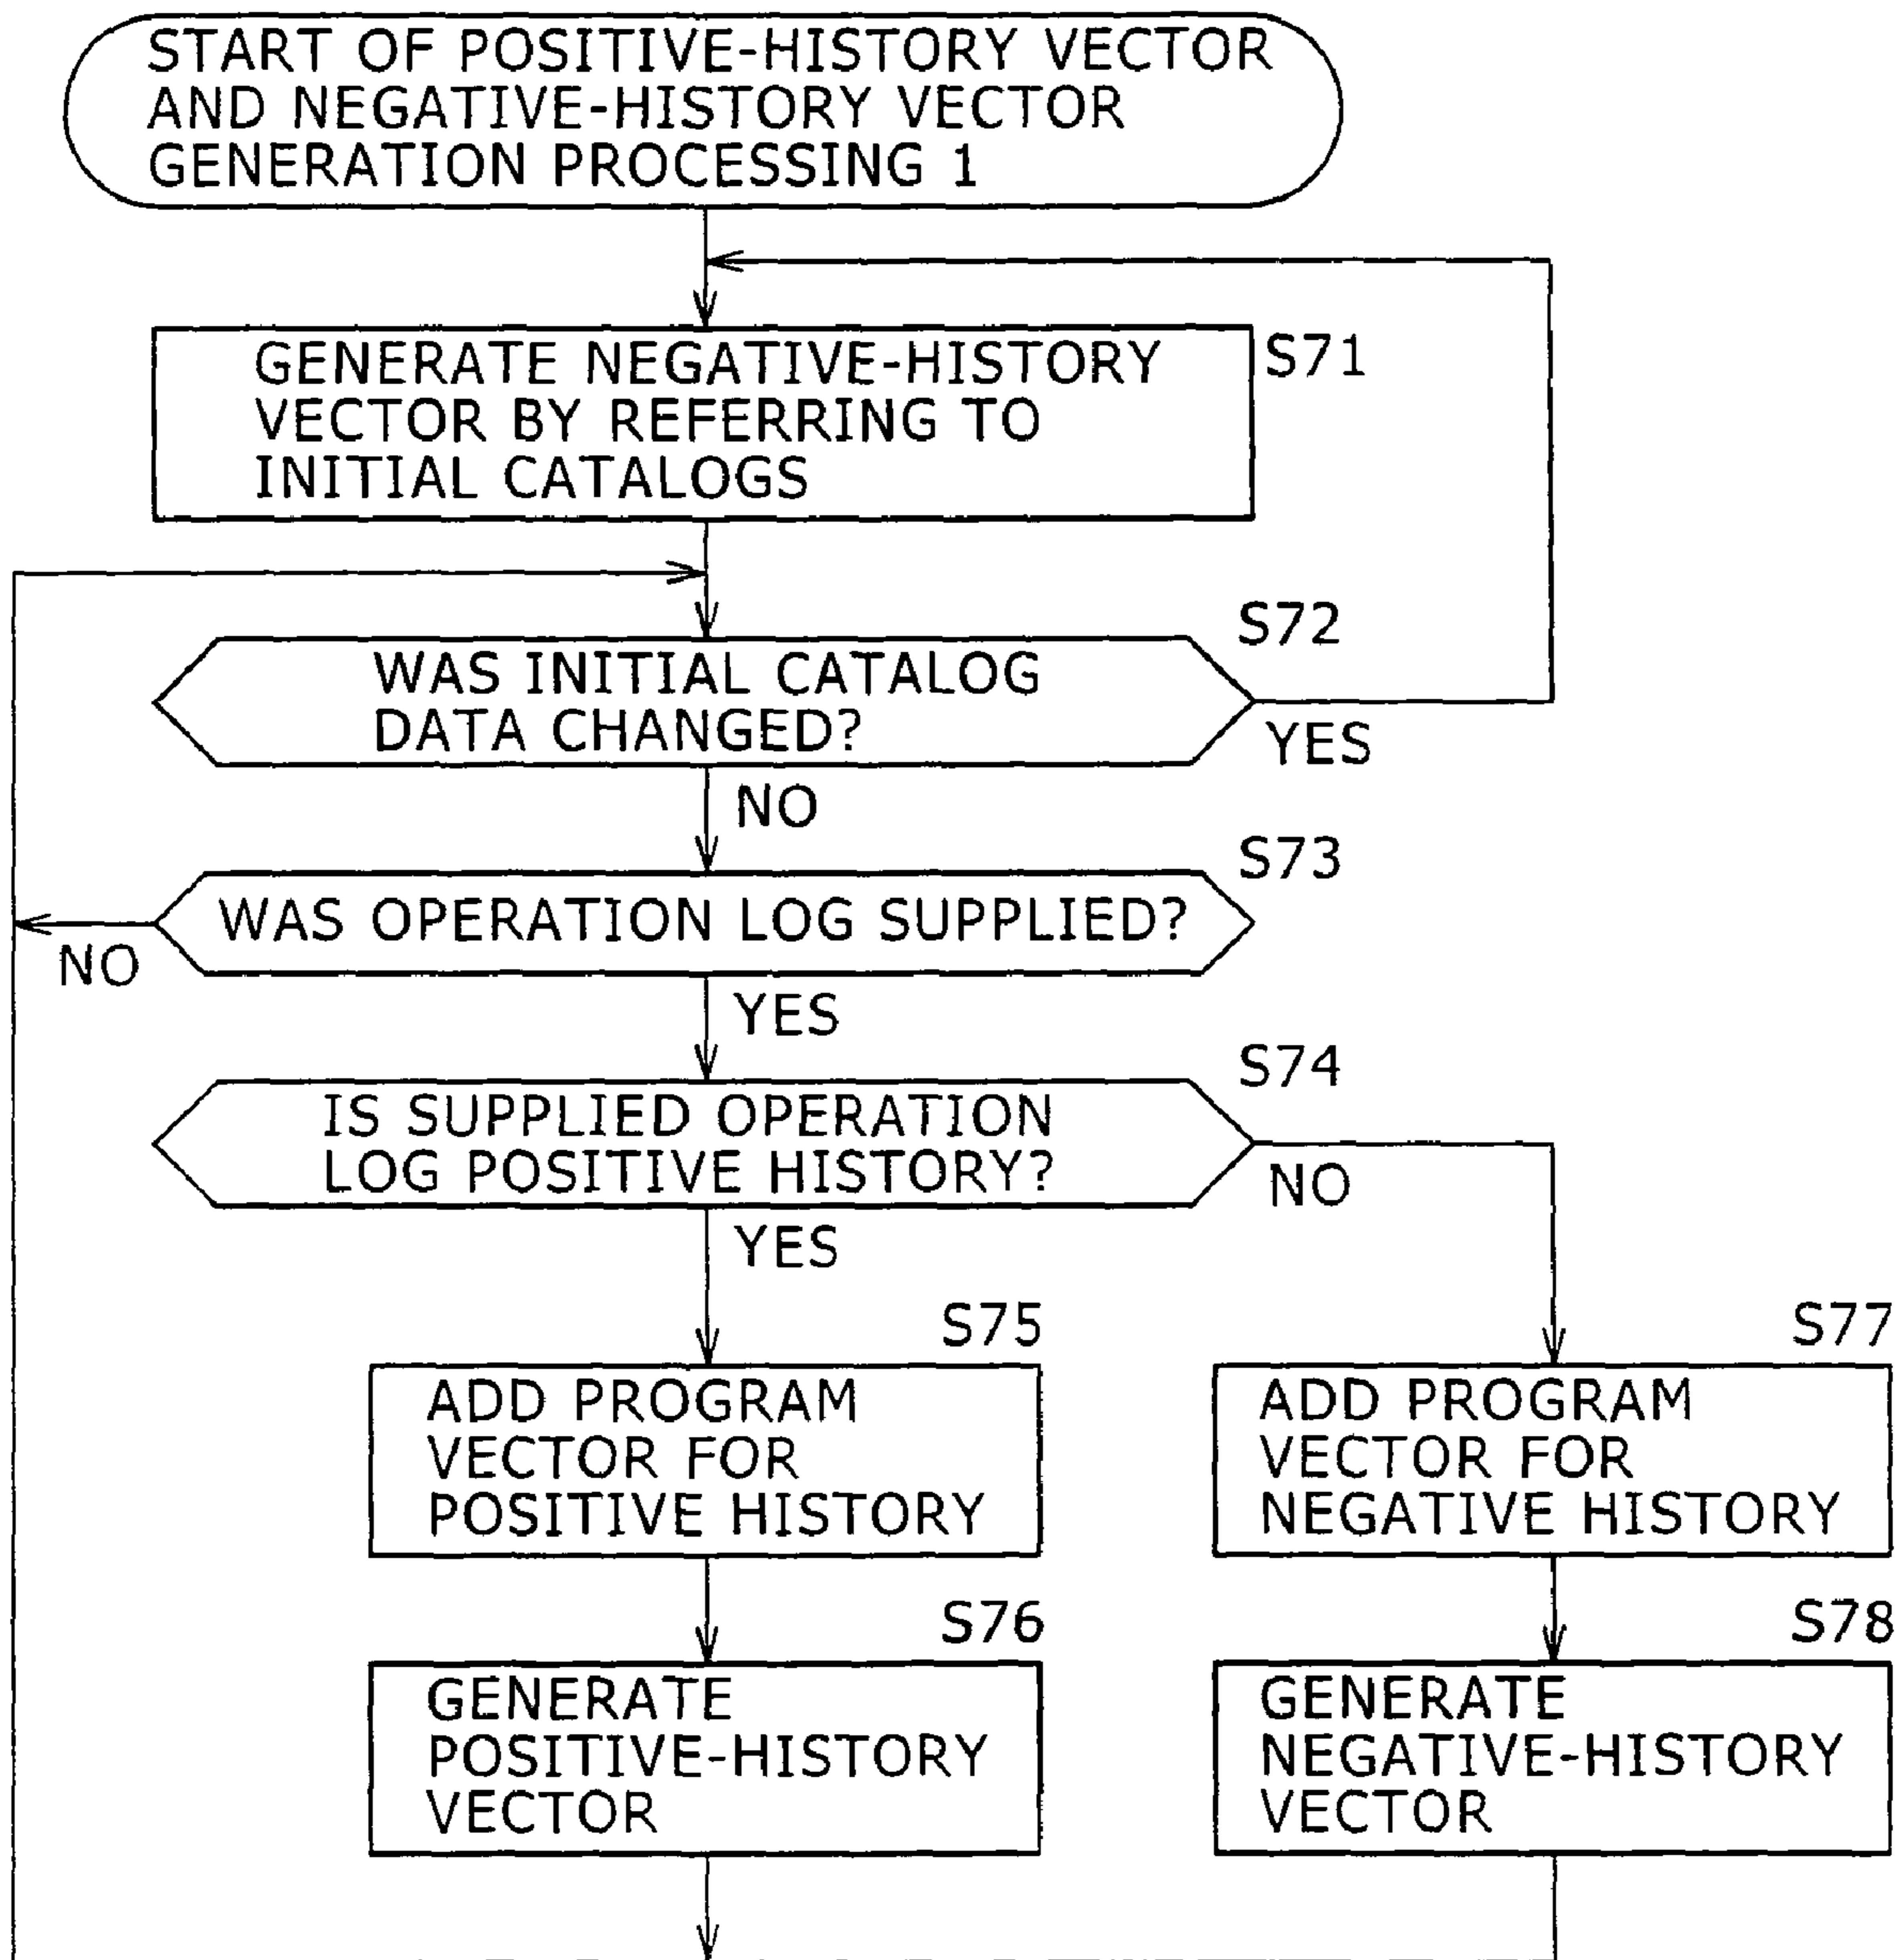 START OF POSITIVE-HISTORY VECTOR
AND NEGATIVE-HISTORY VECTOR
GENERATION PROCESSING 1
GENERATE NEGATIVE-HISTORY
VECTOR BY REFERRING TO
INITIAL CATALOGS
S71
S72
WAS INITIAL CATALOG
DATA CHANGED?
YES
NO
S73
WAS OPERATION LOG SUPPLIED?
NO
YES
S74
IS SUPPLIED OPERATION
LOG POSITIVE HISTORY?
NO
YES
S75
ADD PROGRAM
VECTOR FOR
POSITIVE HISTORY
S77
ADD PROGRAM
VECTOR FOR
NEGATIVE HISTORY
S76
GENERATE
POSITIVE-HISTORY
VECTOR
S78
GENERATE
NEGATIVE-HISTORY
VECTOR